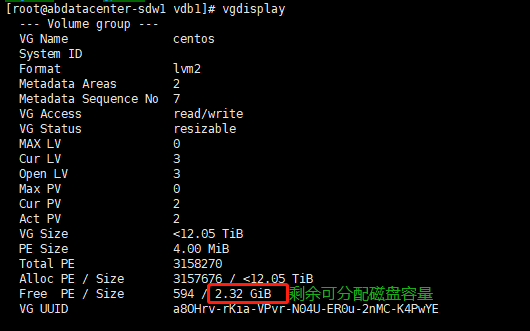 [root@abdatacenter-sdw1 vdb1]# vgdisplay
--- Volume group ---
VG Name centos
System ID
Format lvm2
Metadata Areas 2
Metadata Sequence No 7
VG Access read/write
VG Status resizable
MAX LV 0
Cur LV 3
Open LV 3
Max PV 0
Cur PV 2
Act PV 2
VG Size <12.05 TiB
PE Size 4.00 MiB
Total PE 3158270
Alloc PE / Size 3157676 / <12.05 TiB
Free PE / Size 594 / 2.32 GiB 剩余可分配磁盘容量
VG UUID a8OHrv-rKia-VPvr-N04U-ER0u-2nMC-K4PwYE